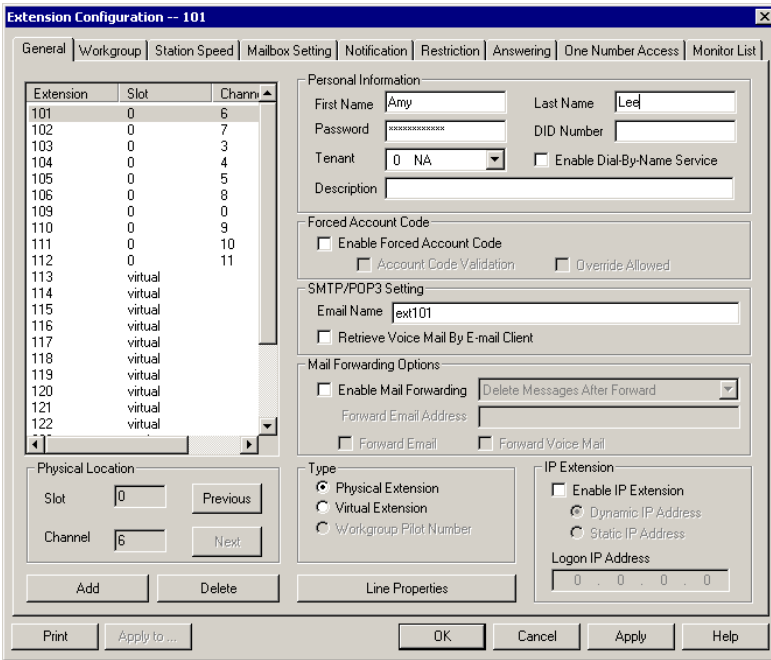 Extension Configuration -- 101
General Workgroup Station Speed Mailbox Setting Notification Restriction Answering One Number Access Monitor List
Extension Slot Channe
101 0 6
102 0 7
103 0 3
104 0 4
105 0 5
106 0 8
109 0 0
110 0 9
111 0 10
112 0 11
113 virtual
114 virtual
115 virtual
116 virtual
117 virtual
118 virtual
119 virtual
120 virtual
121 virtual
122 virtual
Physical Location
Slot 0 Previous
Channel 6 Next
Add Delete
Personal Information
First Name Amy Last Name Lee
Password xxxxxxxxxxxx DID Number
Tenant 0 NA Enable Dial-By-Name Service
Description
Forced Account Code
Enable Forced Account Code
Account Code Validation Override Allowed
SMTP/POP3 Setting
Email Name ext101
Retrieve Voice Mail By E-mail Client
Mail Forwarding Options
Enable Mail Forwarding Delete Messages After Forward
Forward Email Address
Forward Email Forward Voice Mail
Type
Physical Extension
Virtual Extension
Workgroup Pilot Number
Line Properties
IP Extension
Enable IP Extension
Dynamic IP Address
Static IP Address
Logon IP Address
0 . 0 . 0 . 0
Print Apply to ... OK Cancel Apply Help